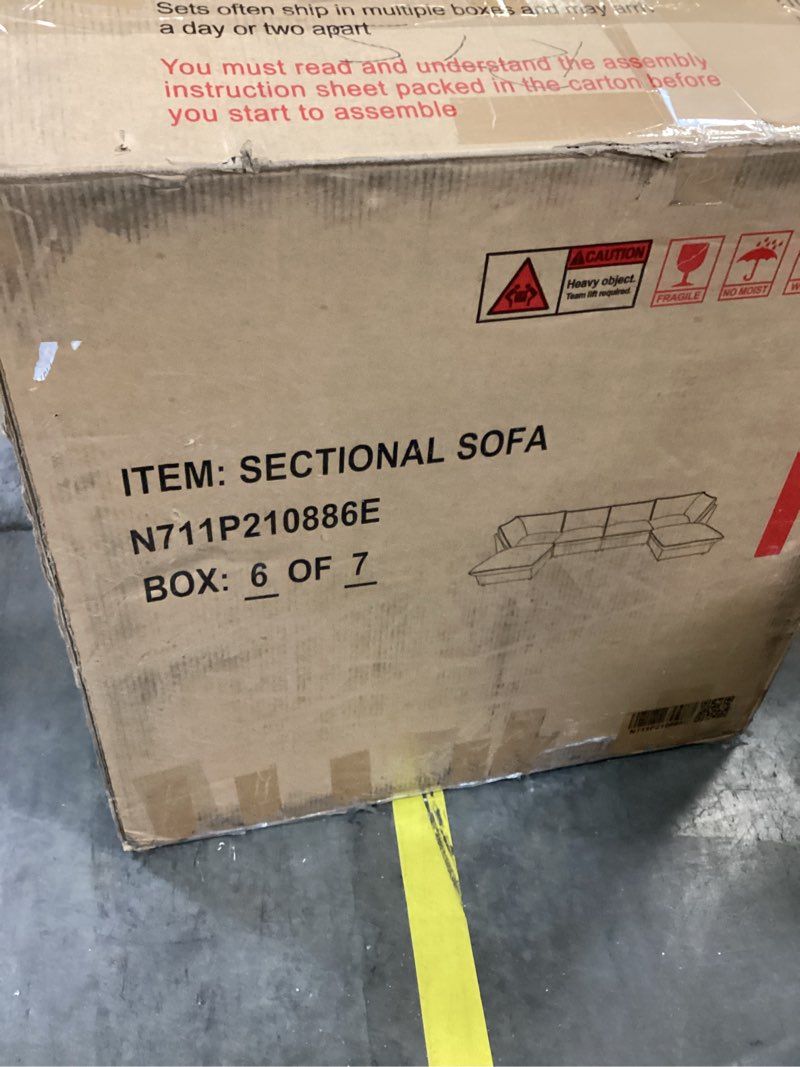 Sets often ship in multiple boxes and may arri
a day or two apart
You must read and understand the assembly
instruction sheet packed in the carton before
you start to assemble
CAUTION
Heavy object.
Team lift required.
FRAGILE
NO MOIST
W
ITEM: SECTIONAL SOFA
N711P210886E
BOX: 6 OF 7